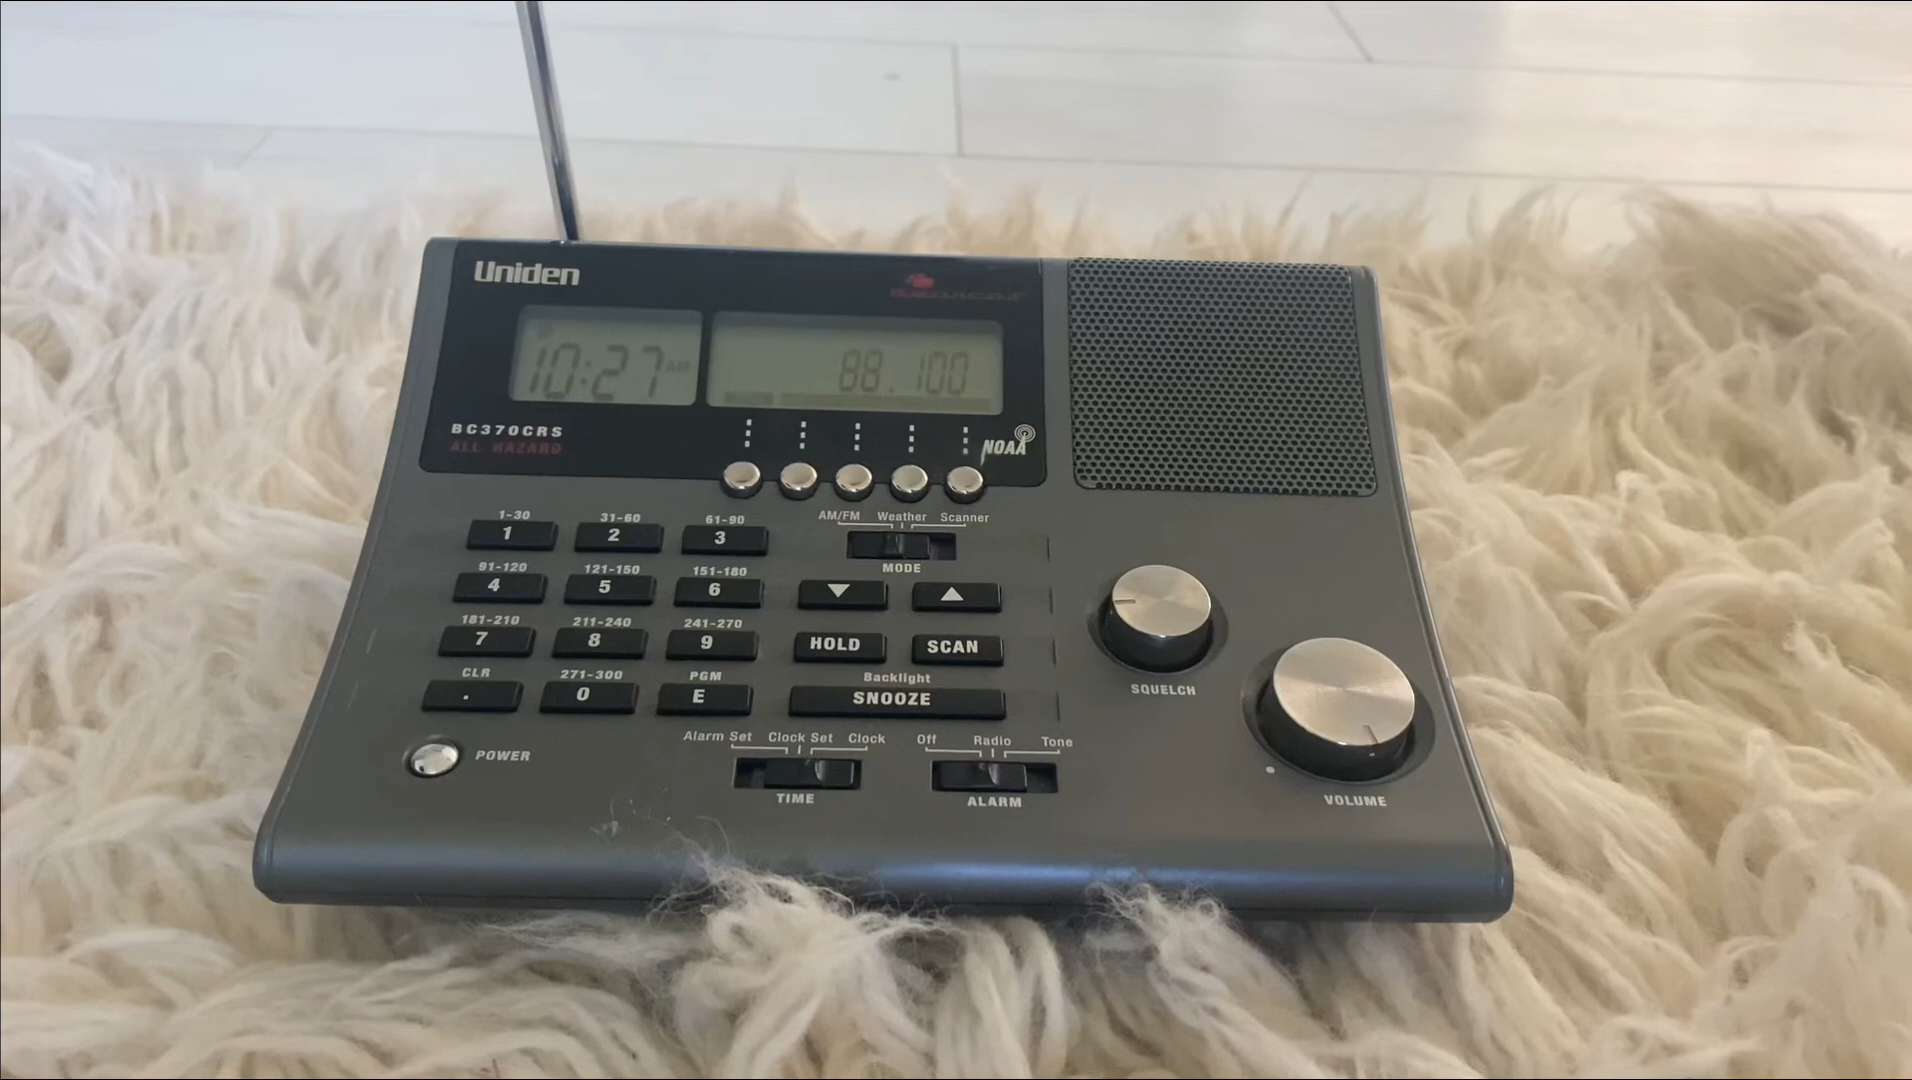 Uniden
10:27 AM
88.100
BC370CRS
ALL HAZARD
NOAA
AM/FM Weather Scanner
MODE
1-30 31-60 61-90
1 2 3
91-120 121-150 151-180
4 5 6
181-210 211-240 241-270
7 8 9
HOLD SCAN
CLR 271-300 PGM
. 0 E
Backlight
SNOOZE
SQUELCH
POWER
Alarm Set Clock Set Clock
TIME
Off Radio Tone
ALARM
VOLUME